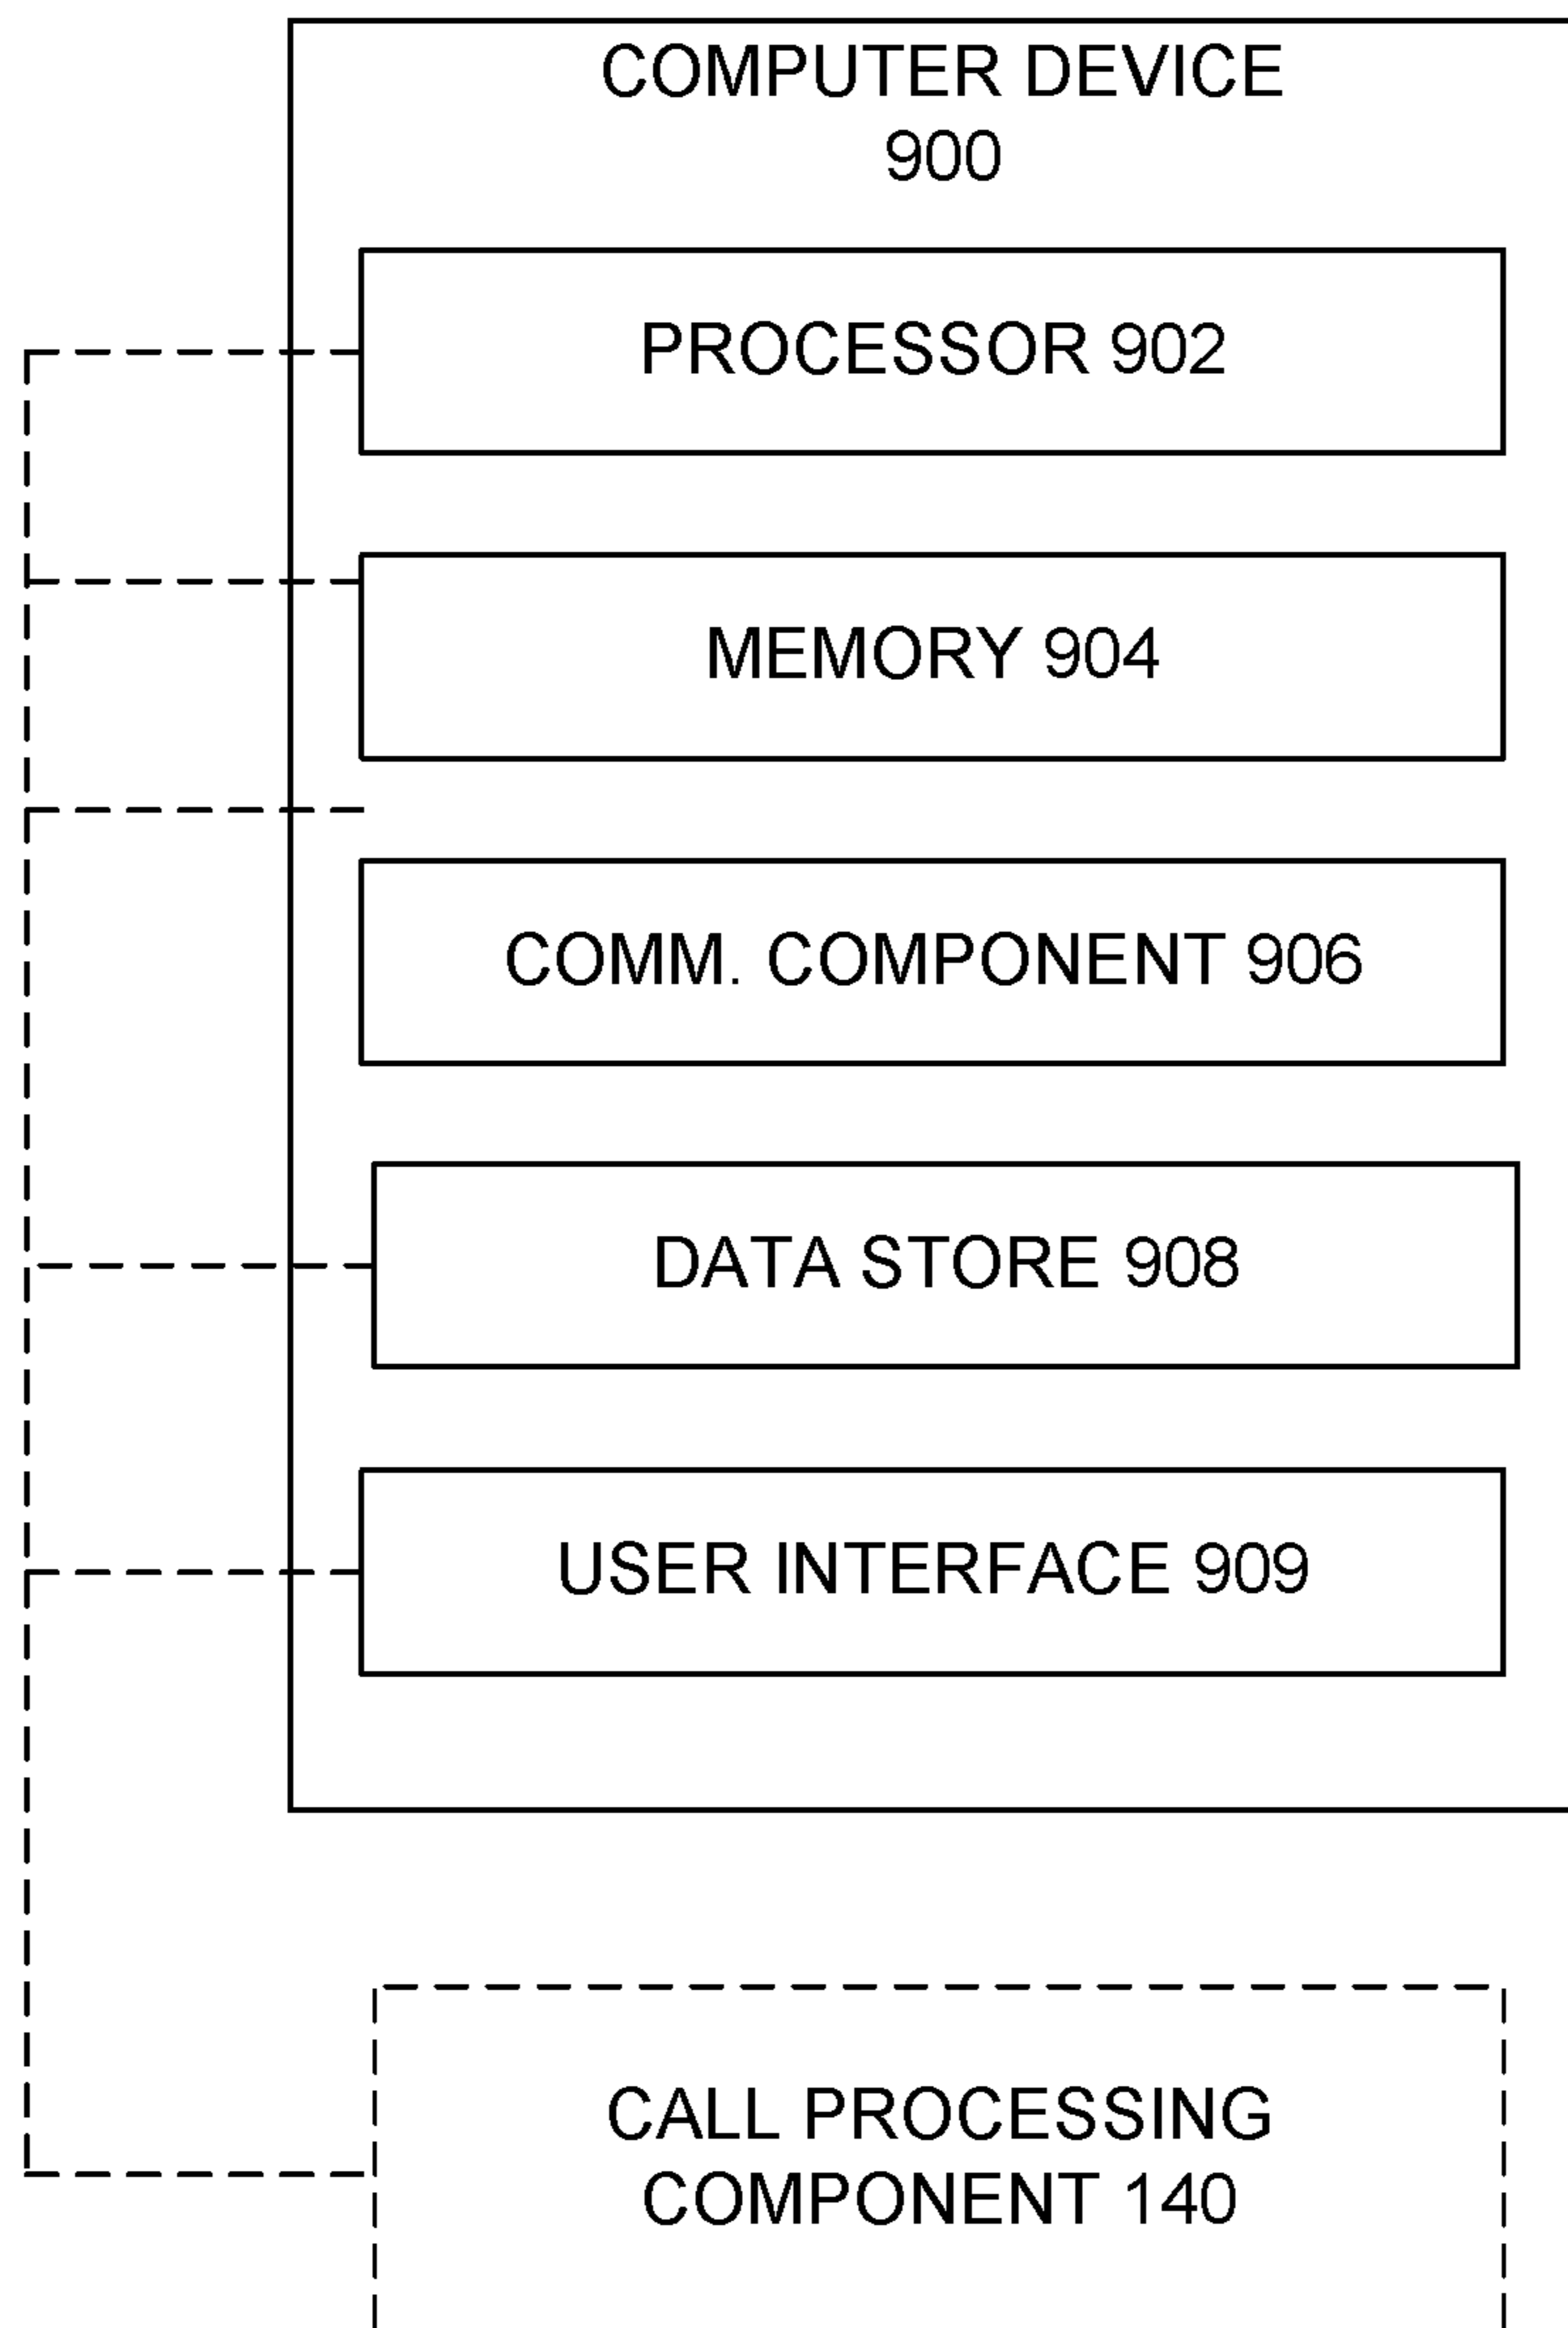 COMPUTER DEVICE
900
PROCESSOR 902
MEMORY 904
COMM. COMPONENT 906
DATA STORE 908
USER INTERFACE 909
CALL PROCESSING
COMPONENT 140